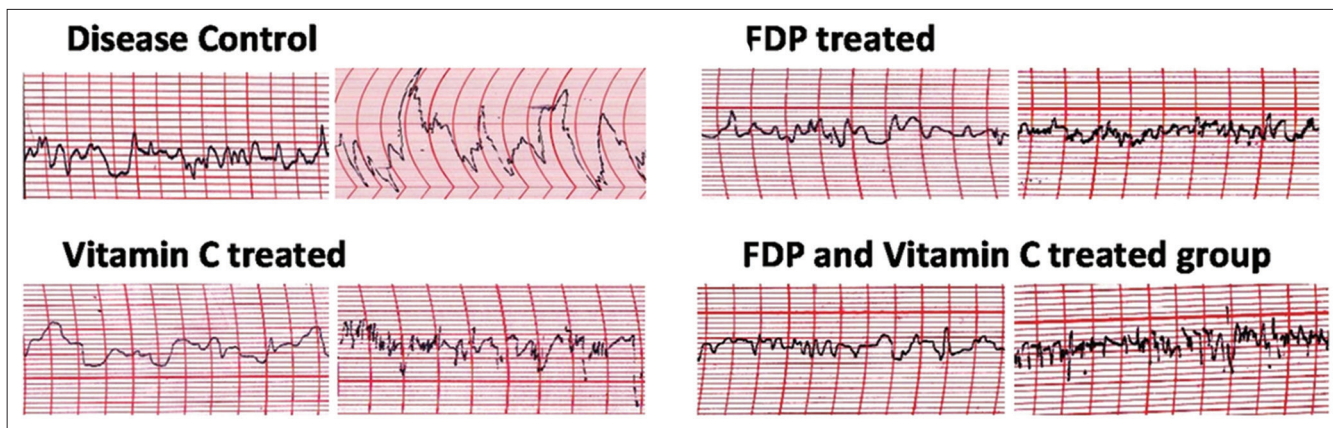 Disease Control
FDP treated
Vitamin C treated
FDP and Vitamin C treated group